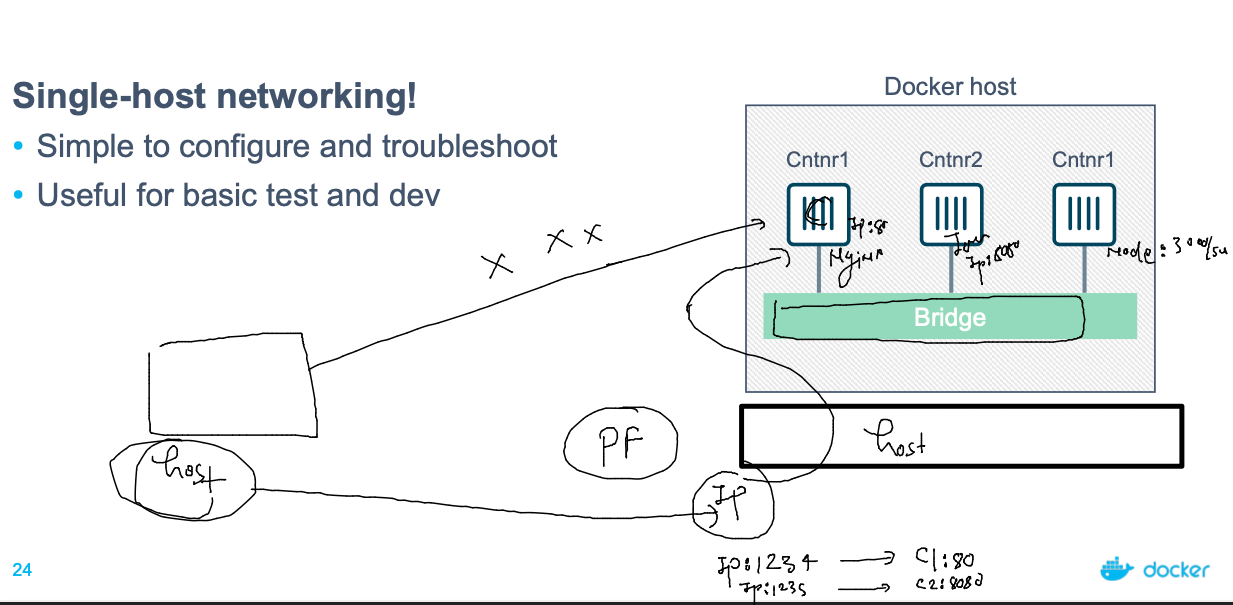 Docker host
Single-host networking!
• Simple to configure and troubleshoot
• Useful for basic test and dev
Cntnr1
Cntnr2
Cntnr1
Ip:80
Nginx
Ip:8080
Node:3000/
Bridge
X X X
PF
host
host
IP
Ip:1234 → C1:80
Ip:1235 → C2:8080
24
docker